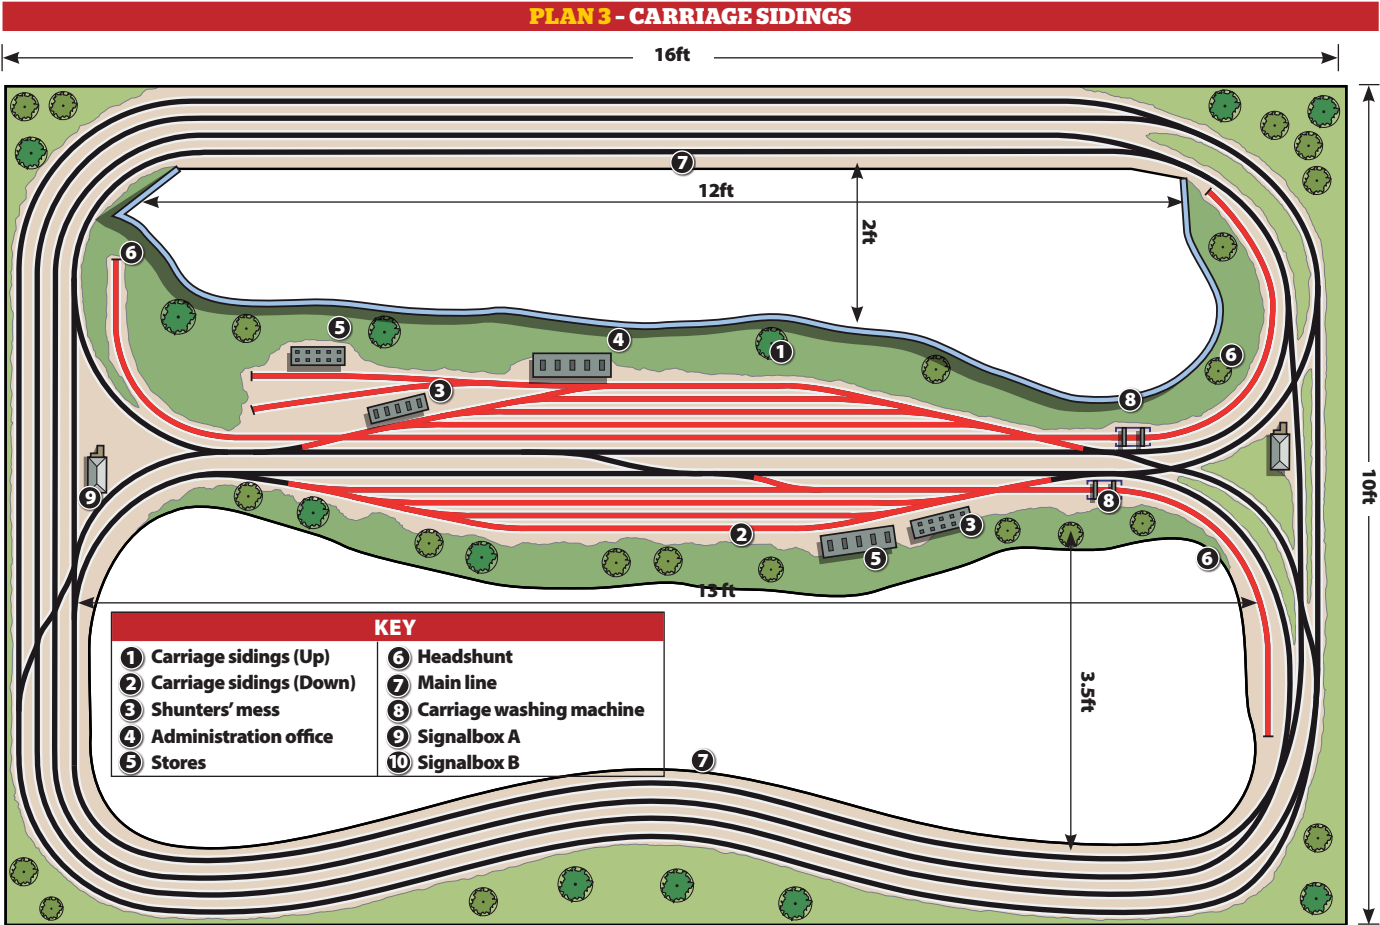 PLAN 3 – CARRIAGE SIDINGS
16ft
7
12ft
2ft
6
5
4
1
3
6
8
9
8
10ft
2
3
5
6
13 ft
3.5ft
KEY
1 Carriage sidings (Up)
2 Carriage sidings (Down)
3 Shunters' mess
4 Administration office
5 Stores
6 Headshunt
7 Main line
8 Carriage washing machine
9 Signalbox A
10 Signalbox B
7